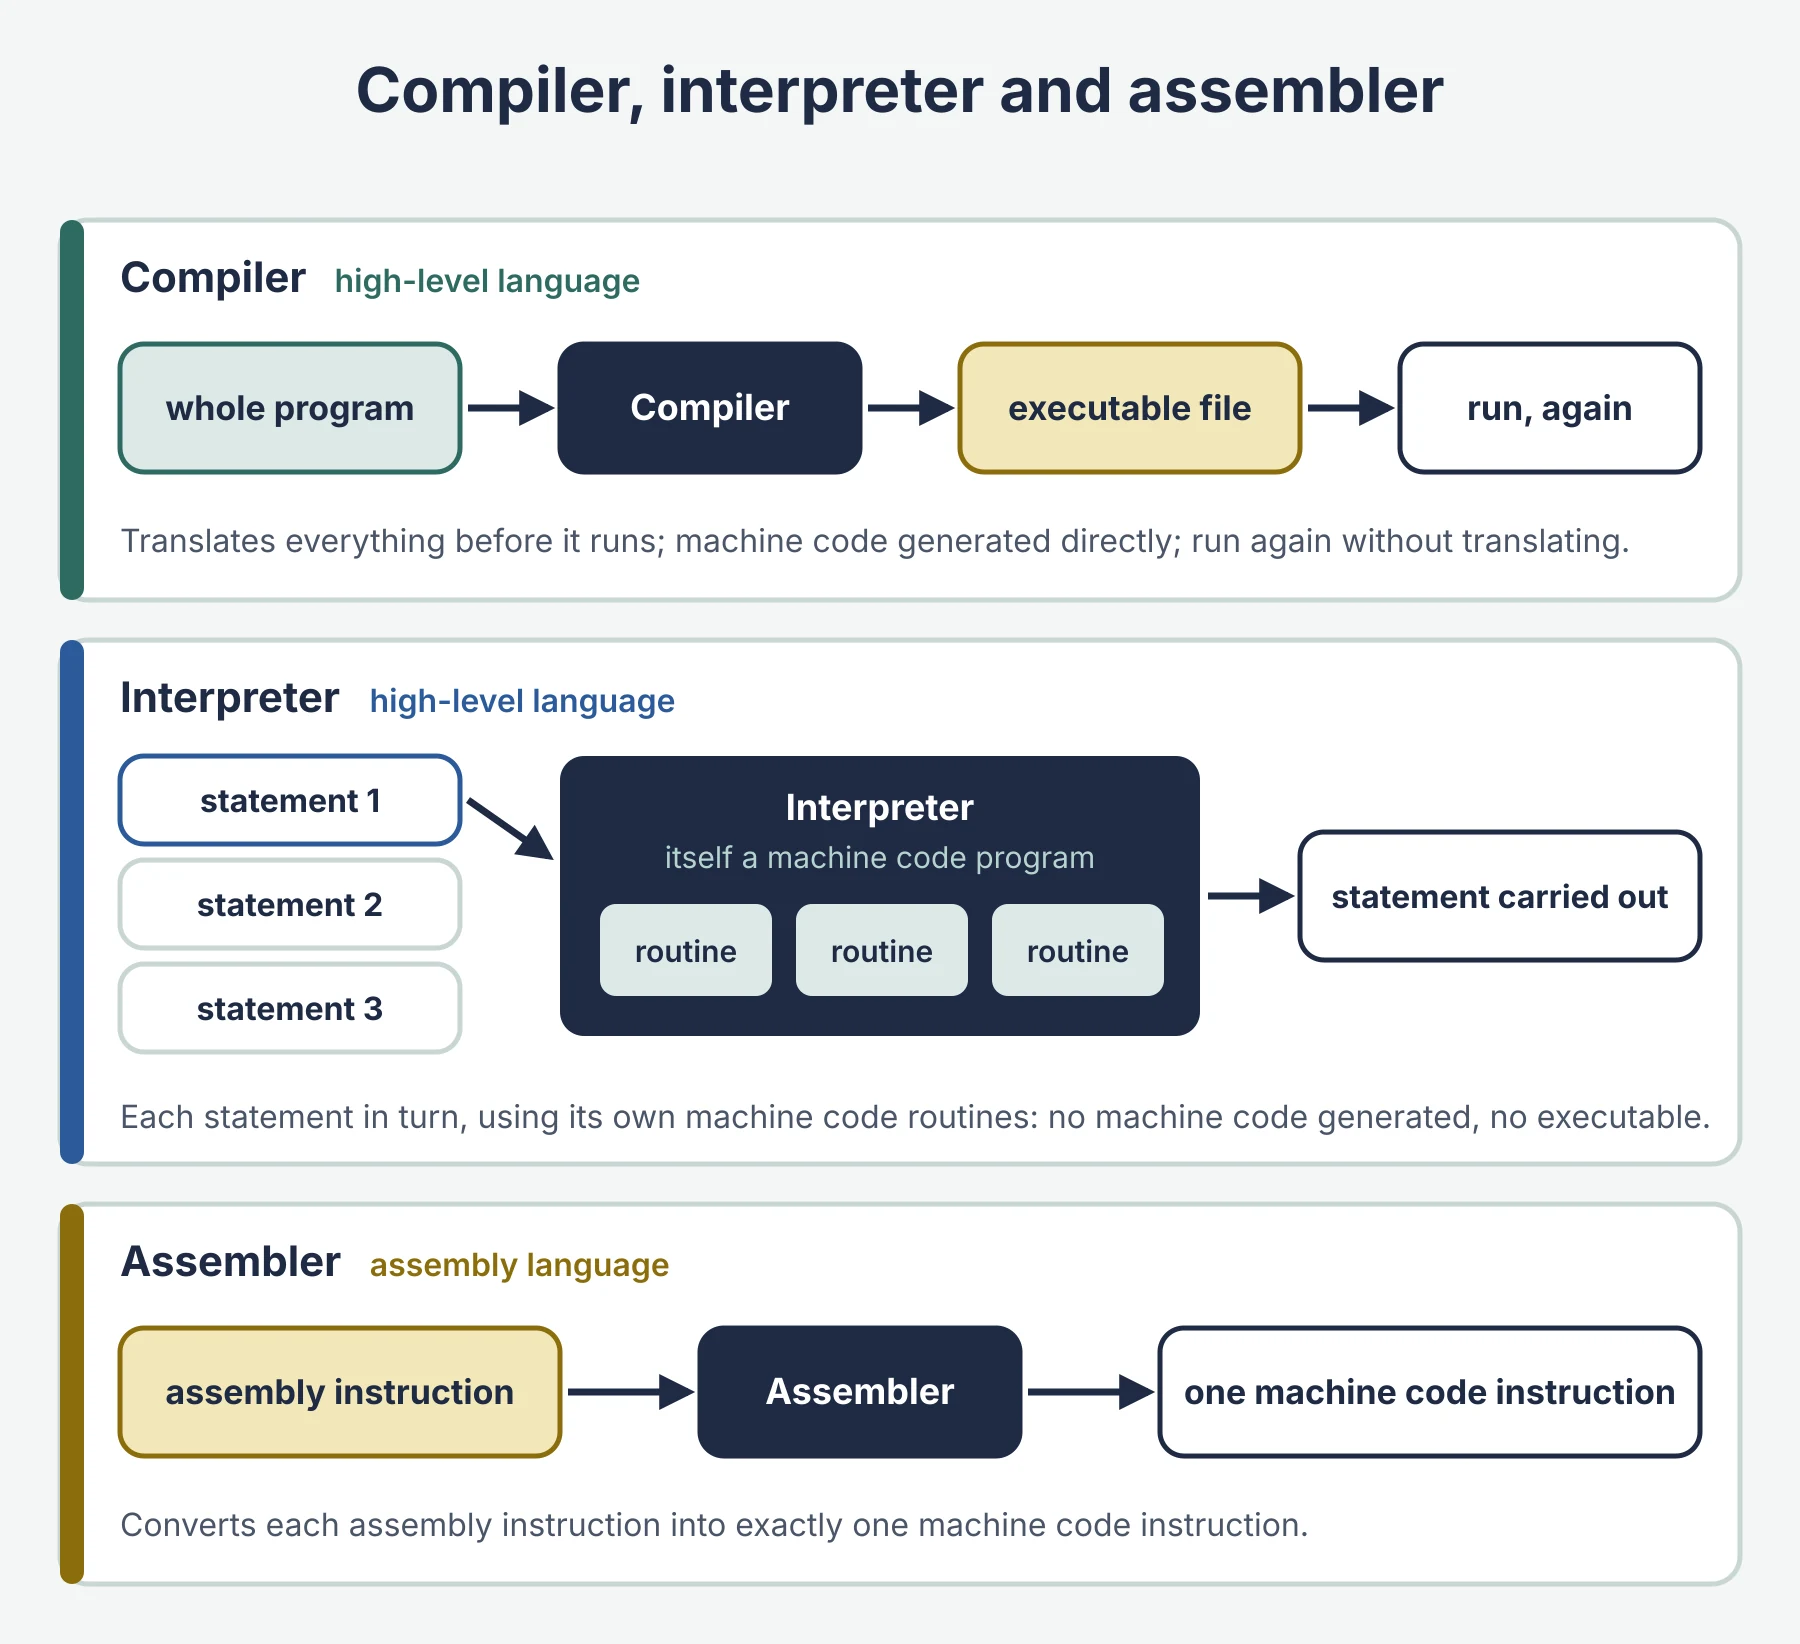 Compiler, interpreter and assembler
Compiler high-level language
whole program
Compiler
executable file
run, again
Translates everything before it runs; machine code generated directly; run again without translating.
Interpreter high-level language
statement 1
statement 2
statement 3
Interpreter
itself a machine code program
routine
routine
routine
statement carried out
Each statement in turn, using its own machine code routines: no machine code generated, no executable.
Assembler assembly language
assembly instruction
Assembler
one machine code instruction
Converts each assembly instruction into exactly one machine code instruction.